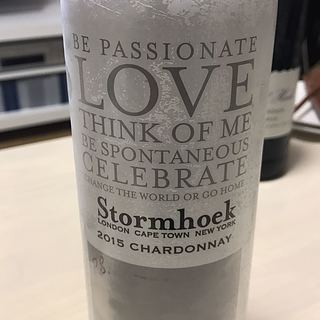 BE PASSIONATE
LOVE
THINK OF ME
BE SPONTANEOUS
CELEBRATE
CHANGE THE WORLD OR GO HOME
Stormhoek
LONDON CAPE TOWN NEW YORK
2015 CHARDONNAY